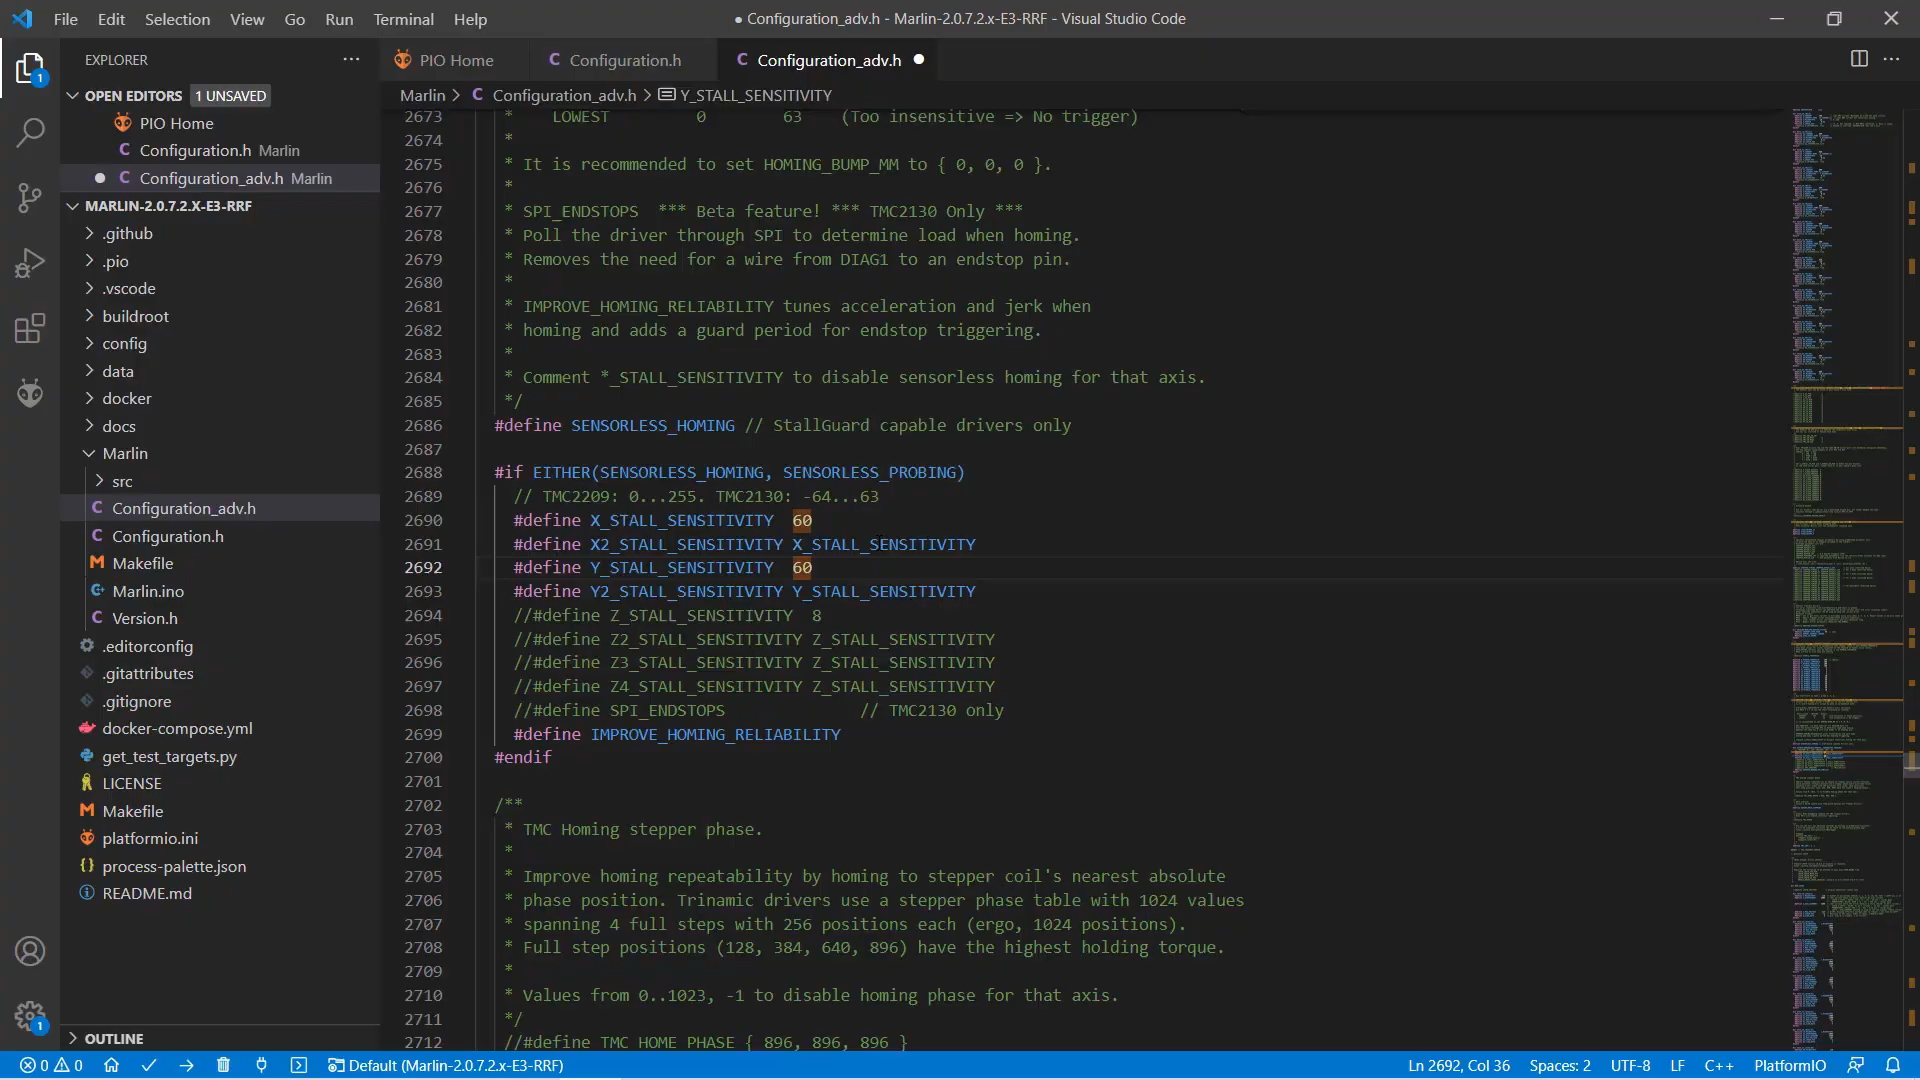 File Edit Selection View Go Run Terminal Help
● Configuration_adv.h - Marlin-2.0.7.2.x-E3-RRF - Visual Studio Code
EXPLORER
OPEN EDITORS 1 UNSAVED
PIO Home
Configuration.h Marlin
Configuration_adv.h Marlin
MARLIN-2.0.7.2.X-E3-RRF
.github
.pio
.vscode
buildroot
config
data
docker
docs
Marlin
src
Configuration_adv.h
Configuration.h
Makefile
Marlin.ino
Version.h
.editorconfig
.gitattributes
.gitignore
docker-compose.yml
get_test_targets.py
LICENSE
Makefile
platformio.ini
process-palette.json
README.md
OUTLINE
PIO Home
Configuration.h
Configuration_adv.h
Marlin > C Configuration_adv.h > Y_STALL_SENSITIVITY
2673 * LOWEST 0 63 (Too insensitive => No trigger)
2674 *
2675 * It is recommended to set HOMING_BUMP_MM to { 0, 0, 0 }.
2676 *
2677 * SPI_ENDSTOPS *** Beta feature! *** TMC2130 Only ***
2678 * Poll the driver through SPI to determine load when homing.
2679 * Removes the need for a wire from DIAG1 to an endstop pin.
2680 *
2681 * IMPROVE_HOMING_RELIABILITY tunes acceleration and jerk when
2682 * homing and adds a guard period for endstop triggering.
2683 *
2684 * Comment *_STALL_SENSITIVITY to disable sensorless homing for that axis.
2685 */
2686 #define SENSORLESS_HOMING // StallGuard capable drivers only
2687
2688 #if EITHER(SENSORLESS_HOMING, SENSORLESS_PROBING)
2689 // TMC2209: 0...255. TMC2130: -64...63
2690 #define X_STALL_SENSITIVITY 60
2691 #define X2_STALL_SENSITIVITY X_STALL_SENSITIVITY
2692 #define Y_STALL_SENSITIVITY 60
2693 #define Y2_STALL_SENSITIVITY Y_STALL_SENSITIVITY
2694 //#define Z_STALL_SENSITIVITY 8
2695 //#define Z2_STALL_SENSITIVITY Z_STALL_SENSITIVITY
2696 //#define Z3_STALL_SENSITIVITY Z_STALL_SENSITIVITY
2697 //#define Z4_STALL_SENSITIVITY Z_STALL_SENSITIVITY
2698 //#define SPI_ENDSTOPS // TMC2130 only
2699 #define IMPROVE_HOMING_RELIABILITY
2700 #endif
2701
2702 /**
2703 * TMC Homing stepper phase.
2704 *
2705 * Improve homing repeatability by homing to stepper coil's nearest absolute
2706 * phase position. Trinamic drivers use a stepper phase table with 1024 values
2707 * spanning 4 full steps with 256 positions each (ergo, 1024 positions).
2708 * Full step positions (128, 384, 640, 896) have the highest holding torque.
2709 *
2710 * Values from 0..1023, -1 to disable homing phase for that axis.
2711 */
2712 //#define TMC_HOME_PHASE { 896, 896, 896 }
0 0 Default (Marlin-2.0.7.2.x-E3-RRF) Ln 2692, Col 36 Spaces: 2 UTF-8 LF C++ PlatformIO